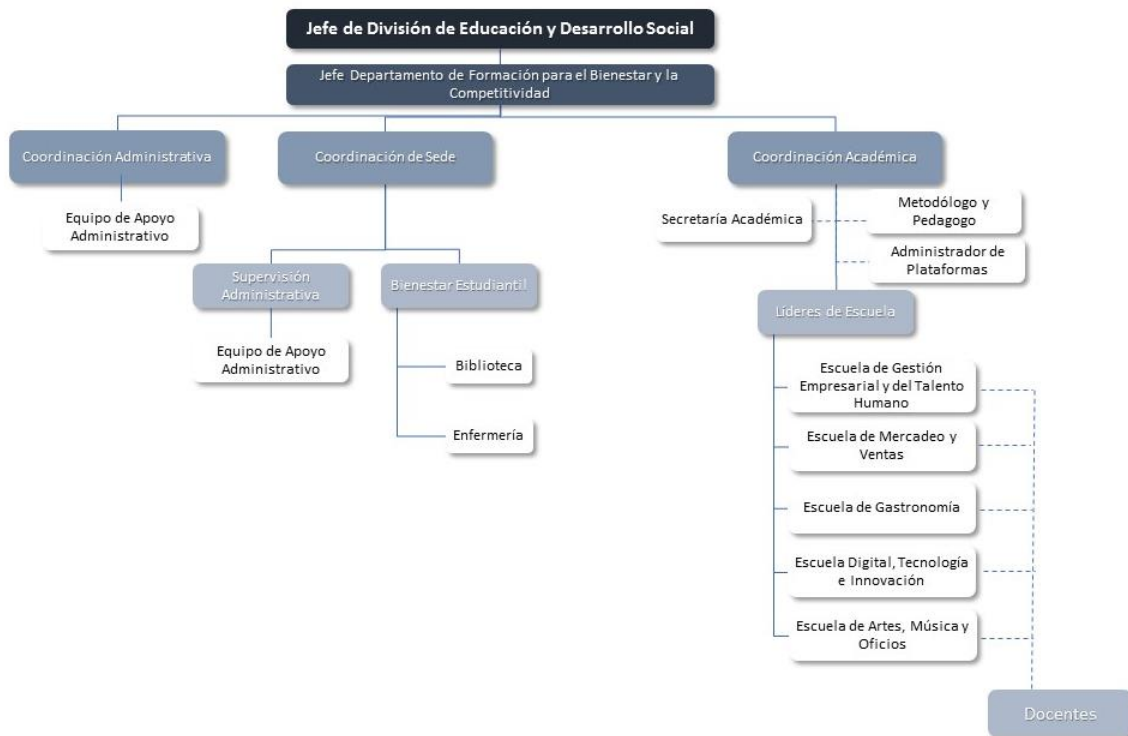 Jefe de División de Educación y Desarrollo Social
Jefe Departamento de Formación para el Bienestar y la
Competitividad
Coordinación Administrativa
Coordinación de Sede
Coordinación Académica
Equipo de Apoyo
Administrativo
Secretaría Académica
Metodólogo y
Pedagogo
Administrador de
Plataformas
Supervisión
Administrativa
Bienestar Estudiantil
Líderes de Escuela
Equipo de Apoyo
Administrativo
Biblioteca
Enfermería
Escuela de Gestión
Empresarial y del Talento
Humano
Escuela de Mercadeo y
Ventas
Escuela de Gastronomía
Escuela Digital, Tecnología
e Innovación
Escuela de Artes, Música y
Oficios
Docentes